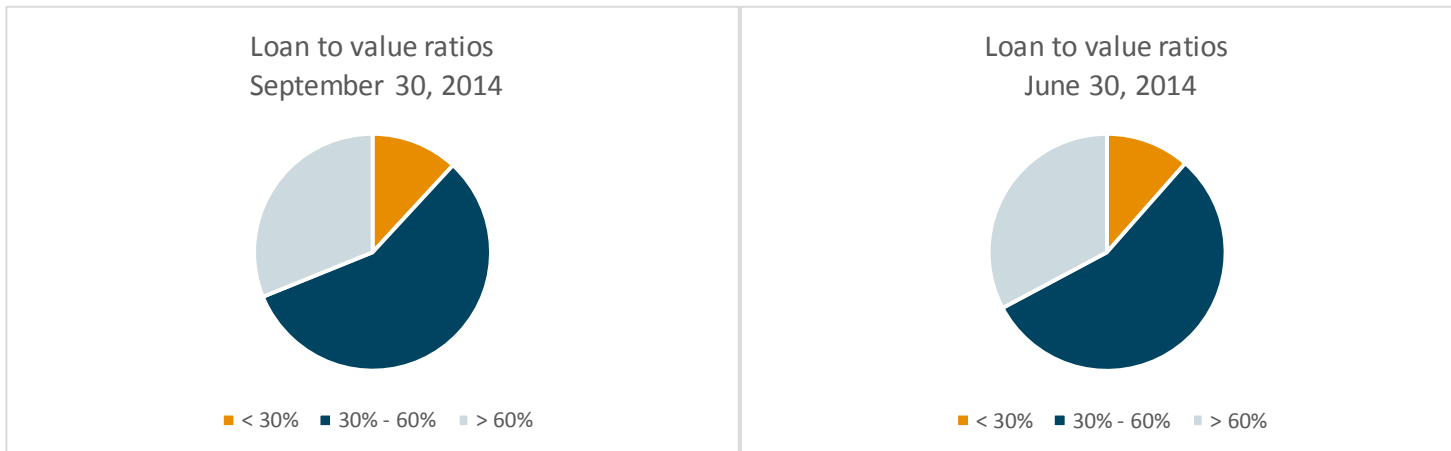 Loan to value ratios
September 30, 2014
< 30%
30% - 60%
> 60%
Loan to value ratios
June 30, 2014
< 30%
30% - 60%
> 60%